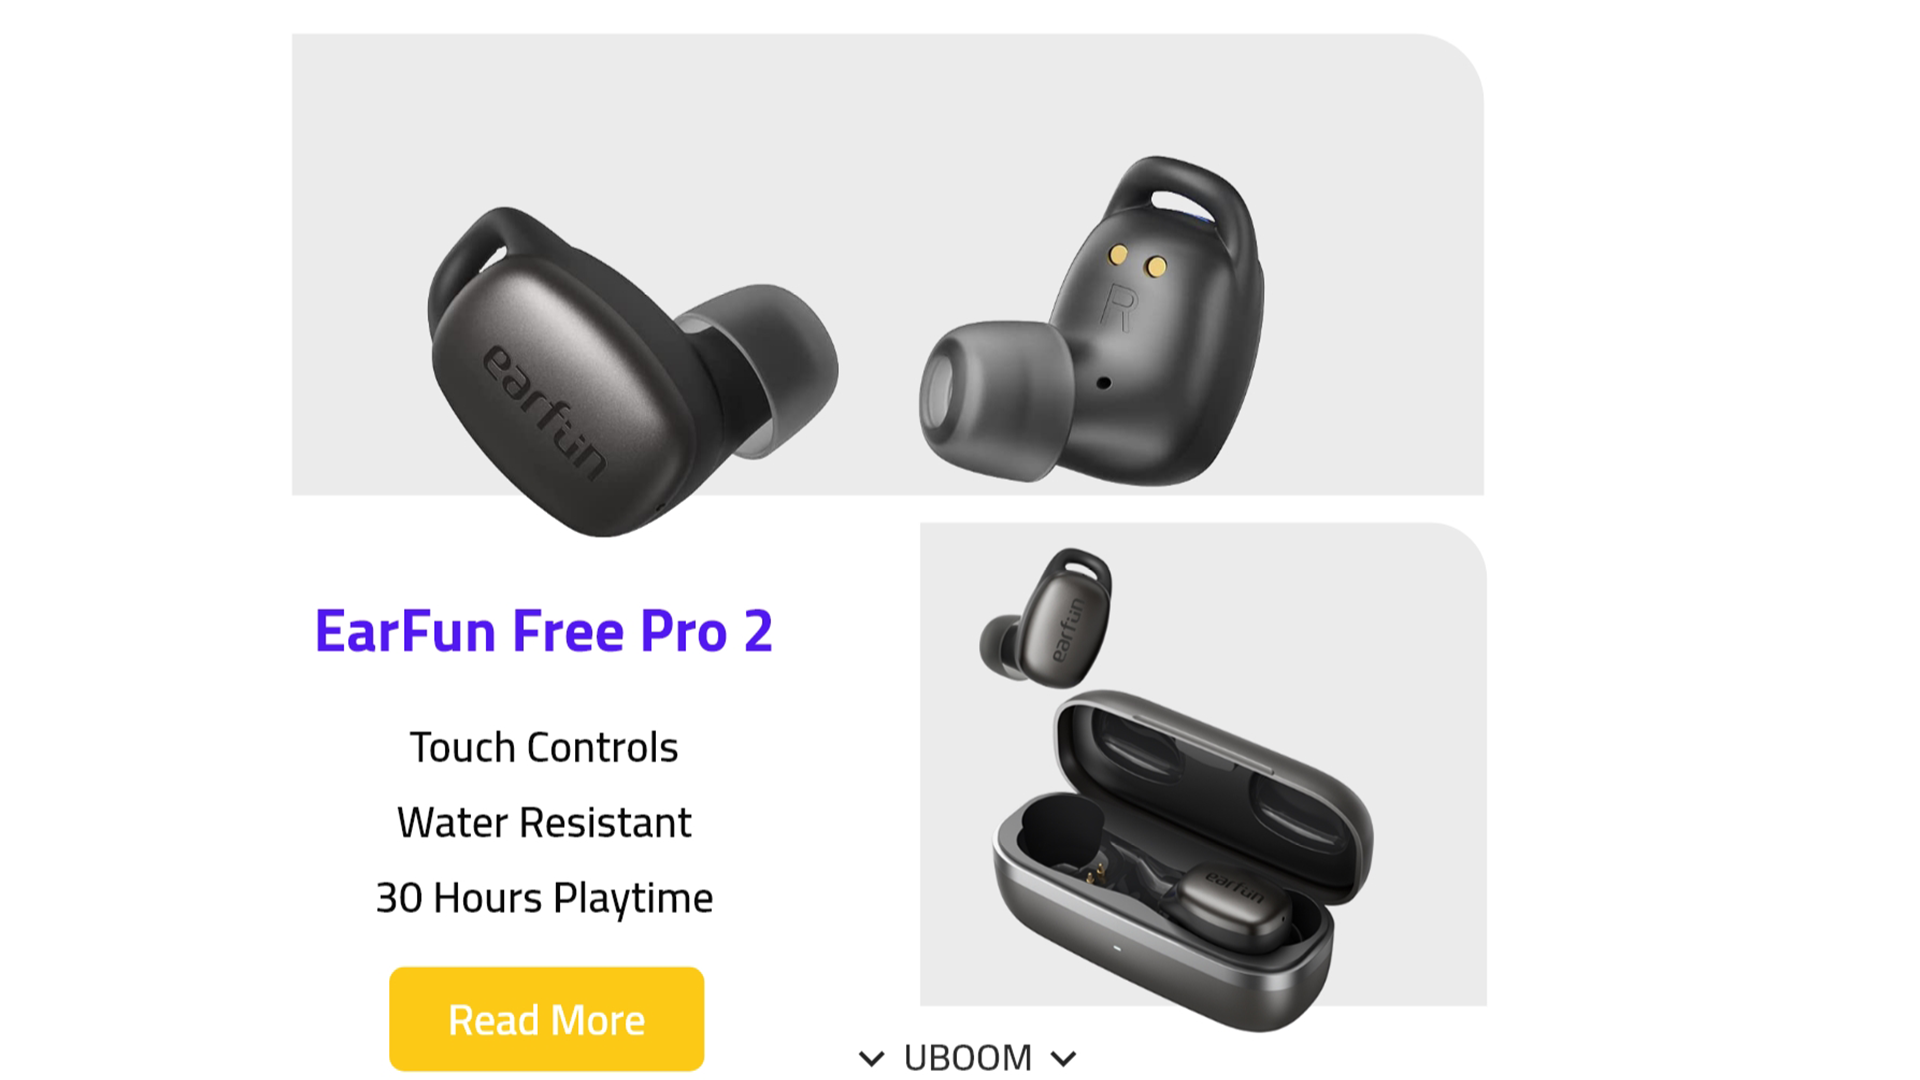 earfun
R
EarFun Free Pro 2
Touch Controls
Water Resistant
30 Hours Playtime
Read More
earfun
earfun
UBOOM